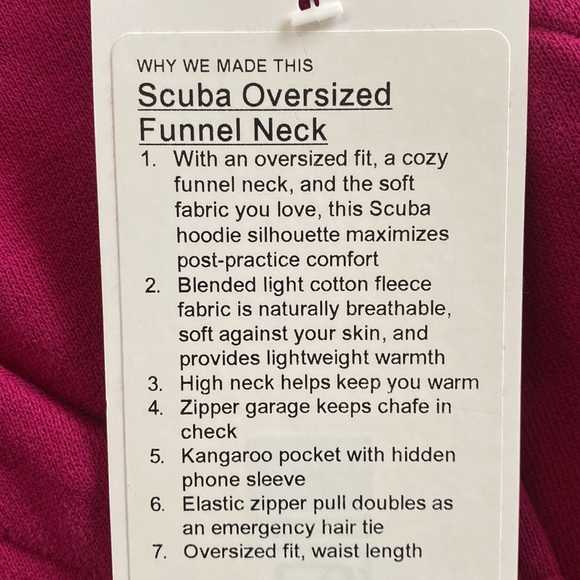 WHY WE MADE THIS
Scuba Oversized
Funnel Neck
1. With an oversized fit, a cozy
funnel neck, and the soft
fabric you love, this Scuba
hoodie silhouette maximizes
post-practice comfort
2. Blended light cotton fleece
fabric is naturally breathable,
soft against your skin, and
provides lightweight warmth
3. High neck helps keep you warm
4. Zipper garage keeps chafe in
check
5. Kangaroo pocket with hidden
phone sleeve
6. Elastic zipper pull doubles as
an emergency hair tie
7. Oversized fit, waist length